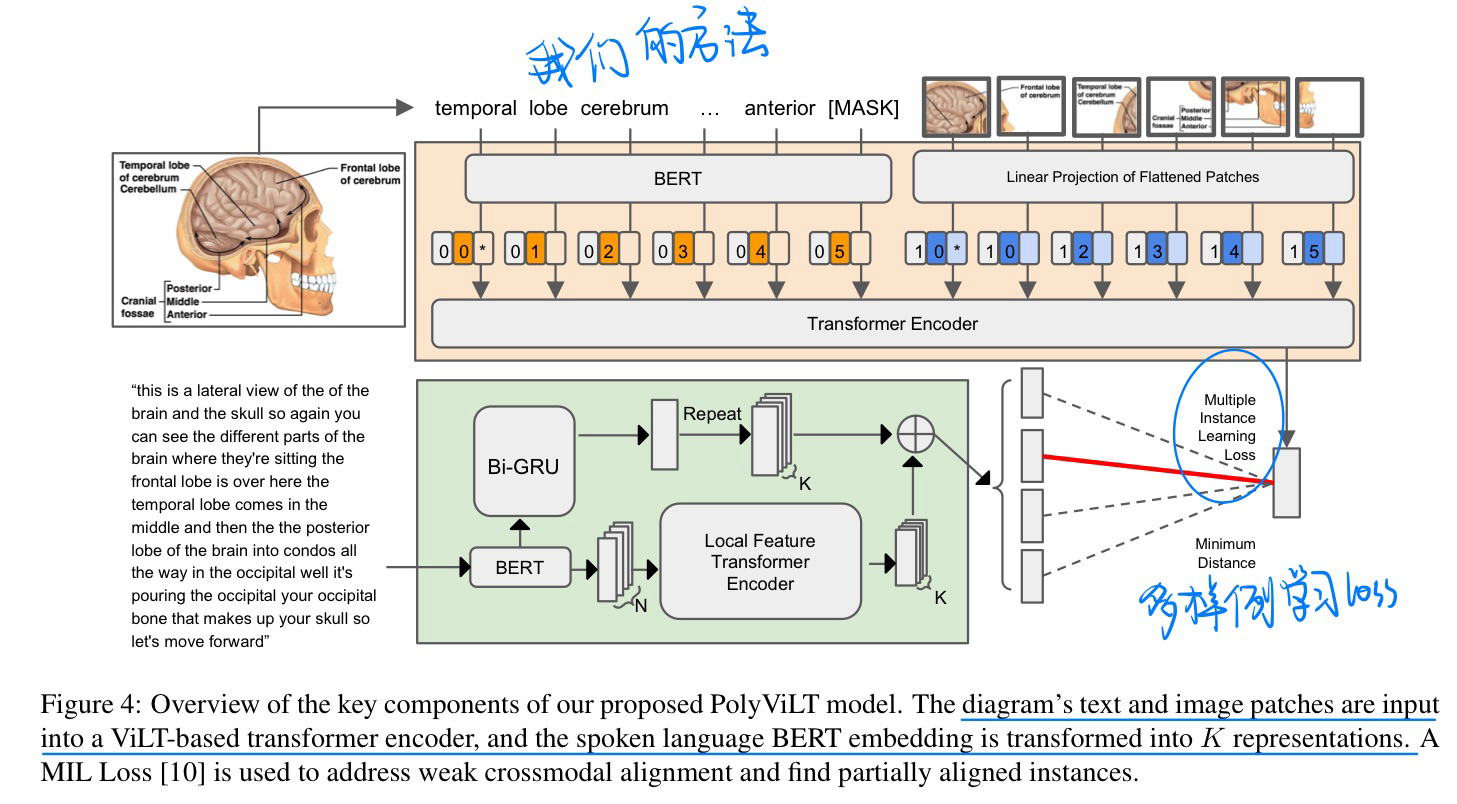 我们的方法
temporal lobe cerebrum … anterior [MASK]
Frontal lobe
of cerebrum
Temporal lobe
of cerebrum
Cerebellum
Cranial
fossae
Posterior
Middle
Anterior
Temporal lobe
of cerebrum
Cerebellum
Frontal lobe
of cerebrum
Cranial
fossae
Posterior
Middle
Anterior
BERT
Linear Projection of Flattened Patches
0 0 * 0 1 0 2 0 3 0 4 0 5 1 0 * 1 0 1 2 1 3 1 4 1 5
Transformer Encoder
“this is a lateral view of the of the
brain and the skull so again you
can see the different parts of the
brain where they're sitting the
frontal lobe is over here the
temporal lobe comes in the
middle and then the the posterior
lobe of the brain into condos all
the way in the occipital well it's
pouring the occipital your occipital
bone that makes up your skull so
let's move forward”
Bi-GRU
Repeat
K
BERT
N
Local Feature
Transformer
Encoder
K
Multiple
Instance
Learning
Loss
Minimum
Distance
多样例学习loss
Figure 4: Overview of the key components of our proposed PolyViLT model. The diagram’s text and image patches are input
into a ViLT-based transformer encoder, and the spoken language BERT embedding is transformed into K representations. A
MIL Loss [10] is used to address weak crossmodal alignment and find partially aligned instances.